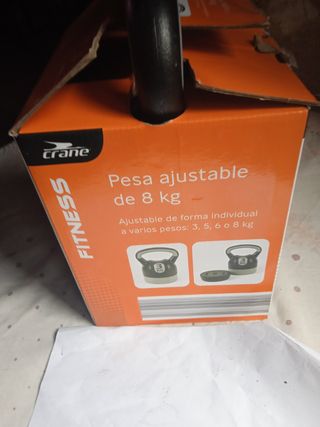 crane
FITNESS
Pesa ajustable
de 8 kg
Ajustable de forma individual
a varios pesos: 3, 5, 6 o 8 kg